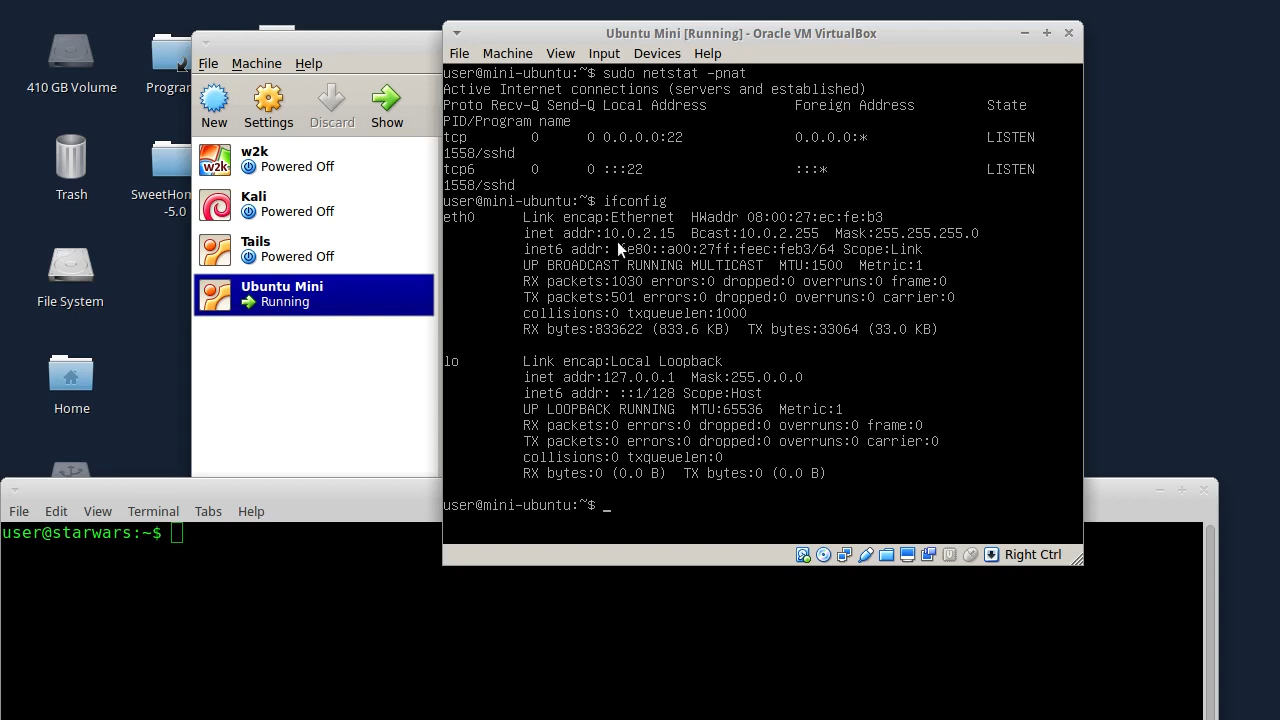 410 GB Volume
Trash
File System
Home
Program
SweetHom
-5.0
File Machine Help
New Settings Discard Show
w2k
w2k
Powered Off
Kali
Powered Off
Tails
Powered Off
Ubuntu Mini
Running
Ubuntu Mini [Running] - Oracle VM VirtualBox
File Machine View Input Devices Help
user@mini-ubuntu:~$ sudo netstat -pnat
Active Internet connections (servers and established)
Proto Recv-Q Send-Q Local Address Foreign Address State
PID/Program name
tcp 0 0 0.0.0.0:22 0.0.0.0:* LISTEN
1558/sshd
tcp6 0 0 :::22 :::* LISTEN
1558/sshd
user@mini-ubuntu:~$ ifconfig
eth0 Link encap:Ethernet HWaddr 08:00:27:ec:fe:b3
inet addr:10.0.2.15 Bcast:10.0.2.255 Mask:255.255.255.0
inet6 addr: fe80::a00:27ff:feec:feb3/64 Scope:Link
UP BROADCAST RUNNING MULTICAST MTU:1500 Metric:1
RX packets:1030 errors:0 dropped:0 overruns:0 frame:0
TX packets:501 errors:0 dropped:0 overruns:0 carrier:0
collisions:0 txqueuelen:1000
RX bytes:833622 (833.6 KB) TX bytes:33064 (33.0 KB)
lo Link encap:Local Loopback
inet addr:127.0.0.1 Mask:255.0.0.0
inet6 addr: ::1/128 Scope:Host
UP LOOPBACK RUNNING MTU:65536 Metric:1
RX packets:0 errors:0 dropped:0 overruns:0 frame:0
TX packets:0 errors:0 dropped:0 overruns:0 carrier:0
collisions:0 txqueuelen:0
RX bytes:0 (0.0 B) TX bytes:0 (0.0 B)
user@mini-ubuntu:~$ _
Right Ctrl
File Edit View Terminal Tabs Help
user@starwars:~$